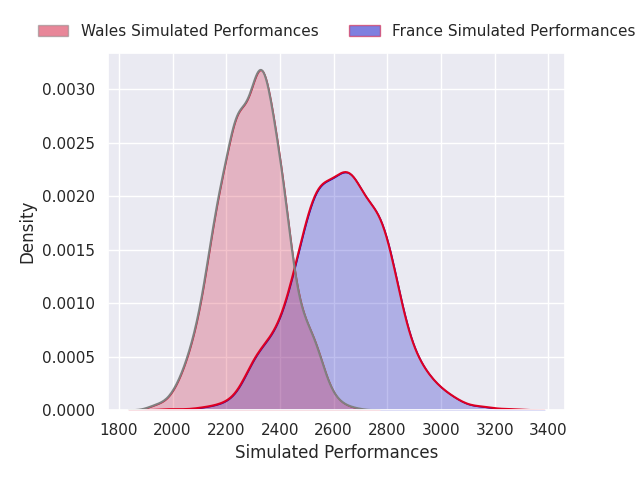 Wales Simulated Performances France Simulated Performances
0.0030
0.0025
0.0020
0.0015
0.0010
0.0005
0.0000
Density
1800 2000 2200 2400 2600 2800 3000 3200 3400
Simulated Performances